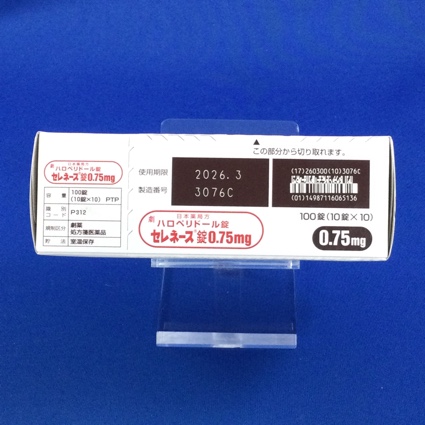 日本薬局方
劇 ハロペリドール錠
セレネース®錠0.75mg
容量 100錠
(10錠×10) PTP
識別コード P312
規制区分 劇薬
処方箋医薬品
貯法 室温保存
▲
この部分から切り取れます。
使用期限 2026.3
製造番号 3076C
(17)260300(10)3076C
(01)14987116065136
日本薬局方
劇 ハロペリドール錠
セレネース®錠0.75mg
100錠(10錠×10)
0.75mg